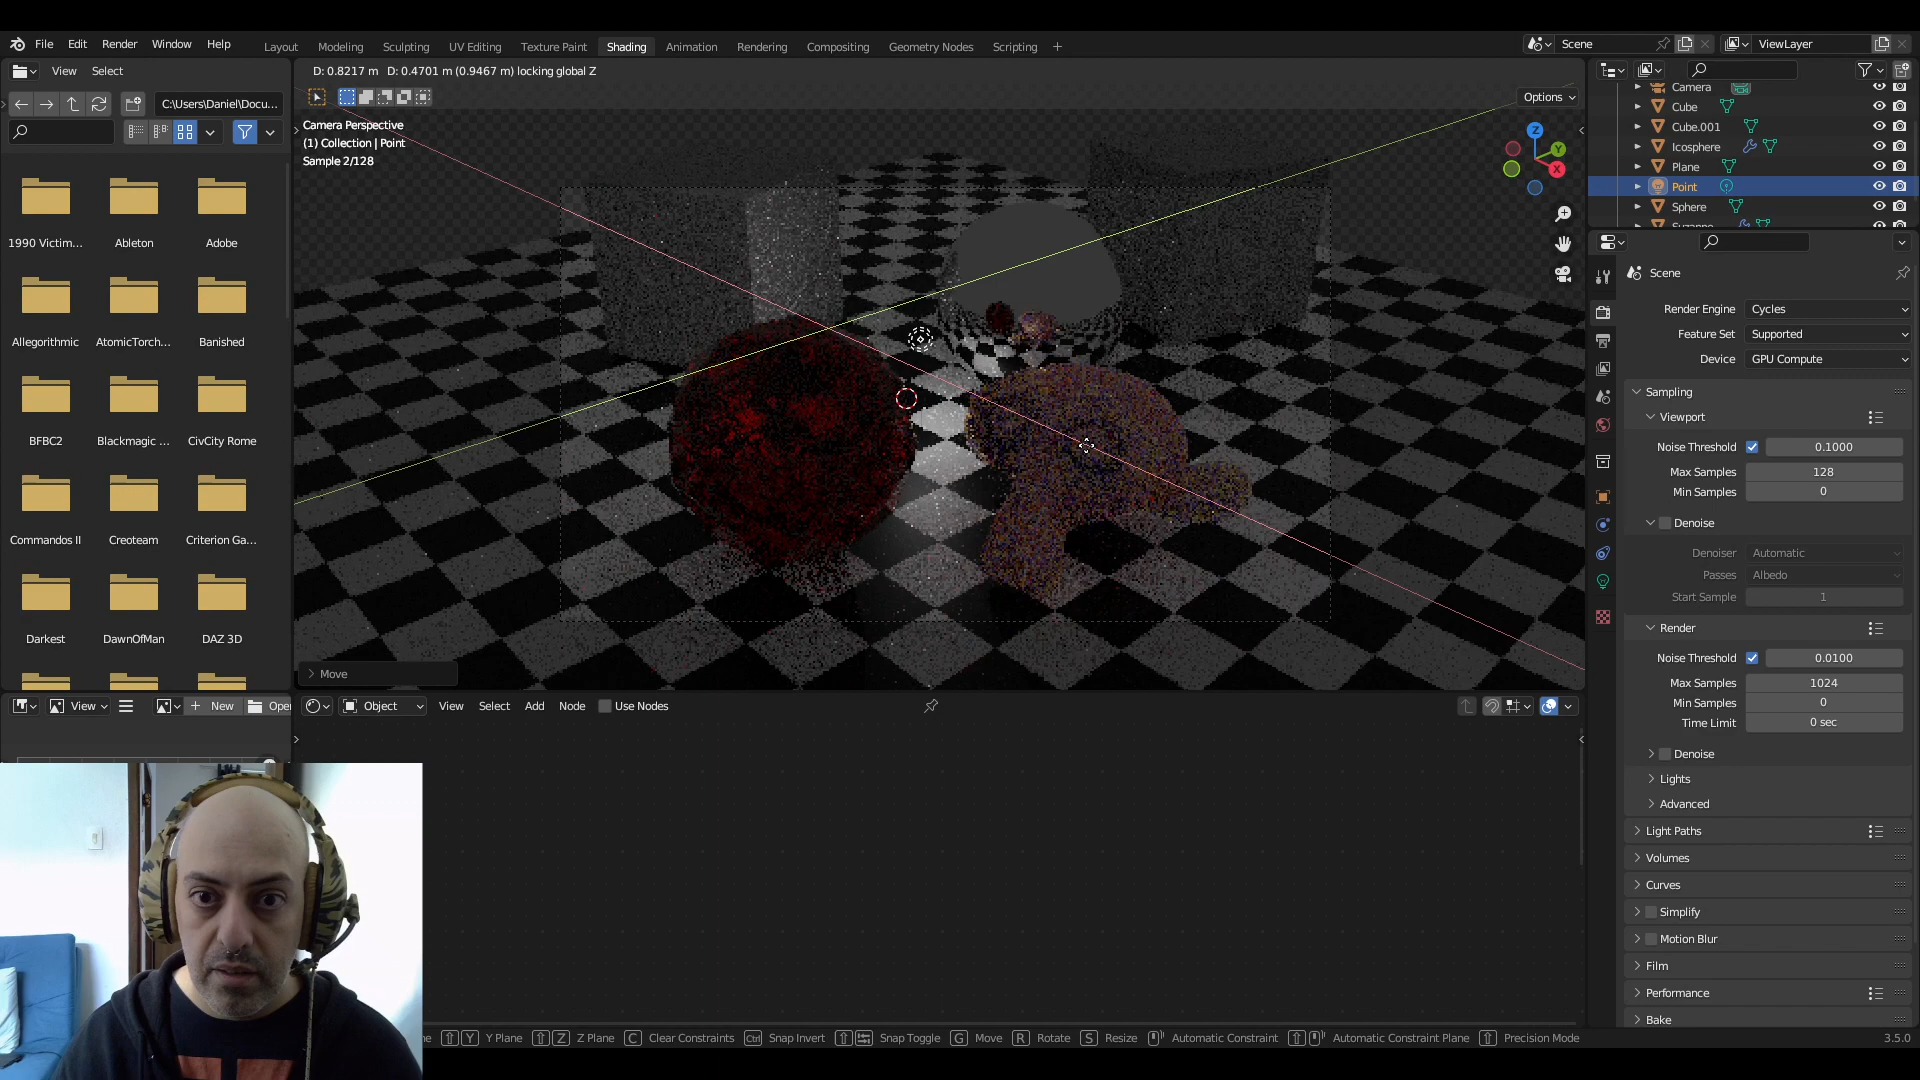 File Edit Render Window Help
Layout Modeling Sculpting UV Editing Texture Paint Shading Animation Rendering Compositing Geometry Nodes Scripting +
Scene
ViewLayer
View Select
C:\Users\Daniel\Docu...
1990 Victim... Ableton Adobe
Allegorithmic AtomicTorch... Banished
BFBC2 Blackmagic ... CivCity Rome
Commandos II Creoteam Criterion Ga...
Darkest DawnOfMan DAZ 3D
D: 0.8217 m D: 0.4701 m (0.9467 m) locking global Z
Options
Camera Perspective
(1) Collection | Point
Sample 2/128
Z
Y
X
Move
Camera
Cube
Cube.001
Icosphere
Plane
Point
Sphere
Suzanne
Scene
Render Engine Cycles
Feature Set Supported
Device GPU Compute
Sampling
Viewport
Noise Threshold 0.1000
Max Samples 128
Min Samples 0
Denoise
Denoiser Automatic
Passes Albedo
Start Sample 1
Render
Noise Threshold 0.0100
Max Samples 1024
Min Samples 0
Time Limit 0 sec
Denoise
Lights
Advanced
Light Paths
Volumes
Curves
Simplify
Motion Blur
Film
Performance
Bake
View
+ New Open
Object View Select Add Node Use Nodes
Y Y Plane Z Z Plane C Clear Constraints Ctrl Snap Invert Snap Toggle G Move R Rotate S Resize Automatic Constraint Automatic Constraint Plane Precision Mode
3.5.0